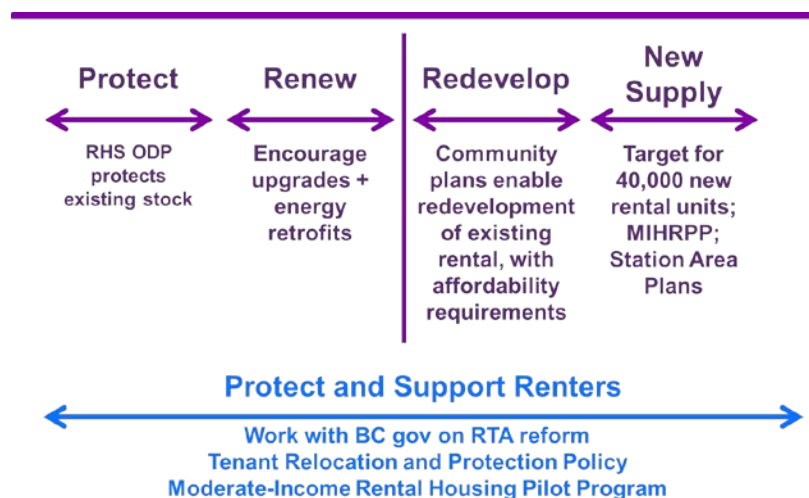 Protect
RHS ODP
protects
existing stock
Renew
Encourage
upgrades +
energy
retrofits
Redevelop
Community
plans enable
redevelopment
of existing
rental, with
affordability
requirements
New
Supply
Target for
40,000 new
rental units;
MIHRPP;
Station Area
Plans
Protect and Support Renters
Work with BC gov on RTA reform
Tenant Relocation and Protection Policy
Moderate-Income Rental Housing Pilot Program